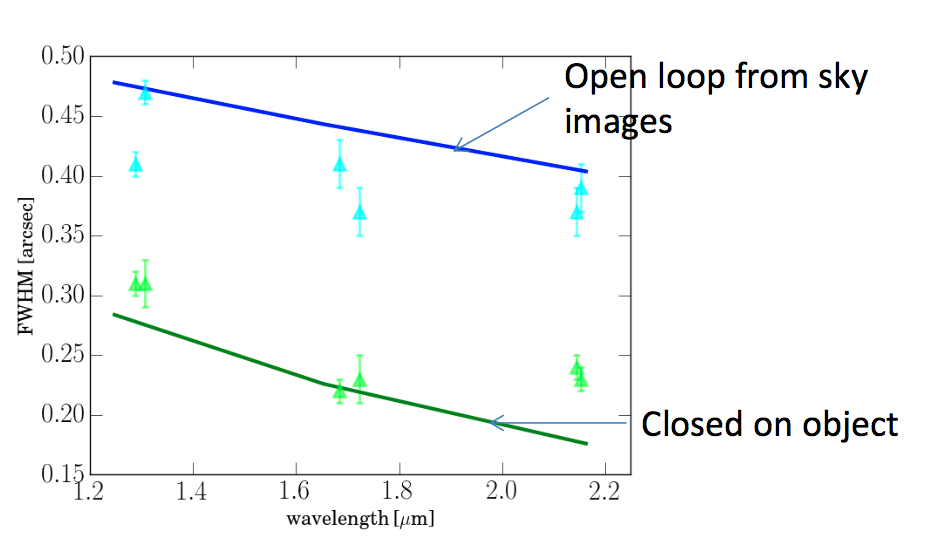 0.50
Open loop from sky
images
0.45
0.40
0.35
0.30
0.25
0.20
0.15
FWHM [arcsec]
Closed on object
1.2 1.4 1.6 1.8 2.0 2.2
wavelength [μm]